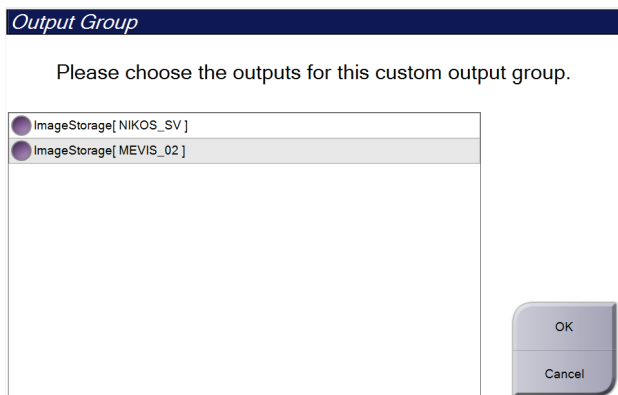 Output Group
Please choose the outputs for this custom output group.
ImageStorage[ NIKOS_SV ]
ImageStorage[ MEVIS_02 ]
OK
Cancel